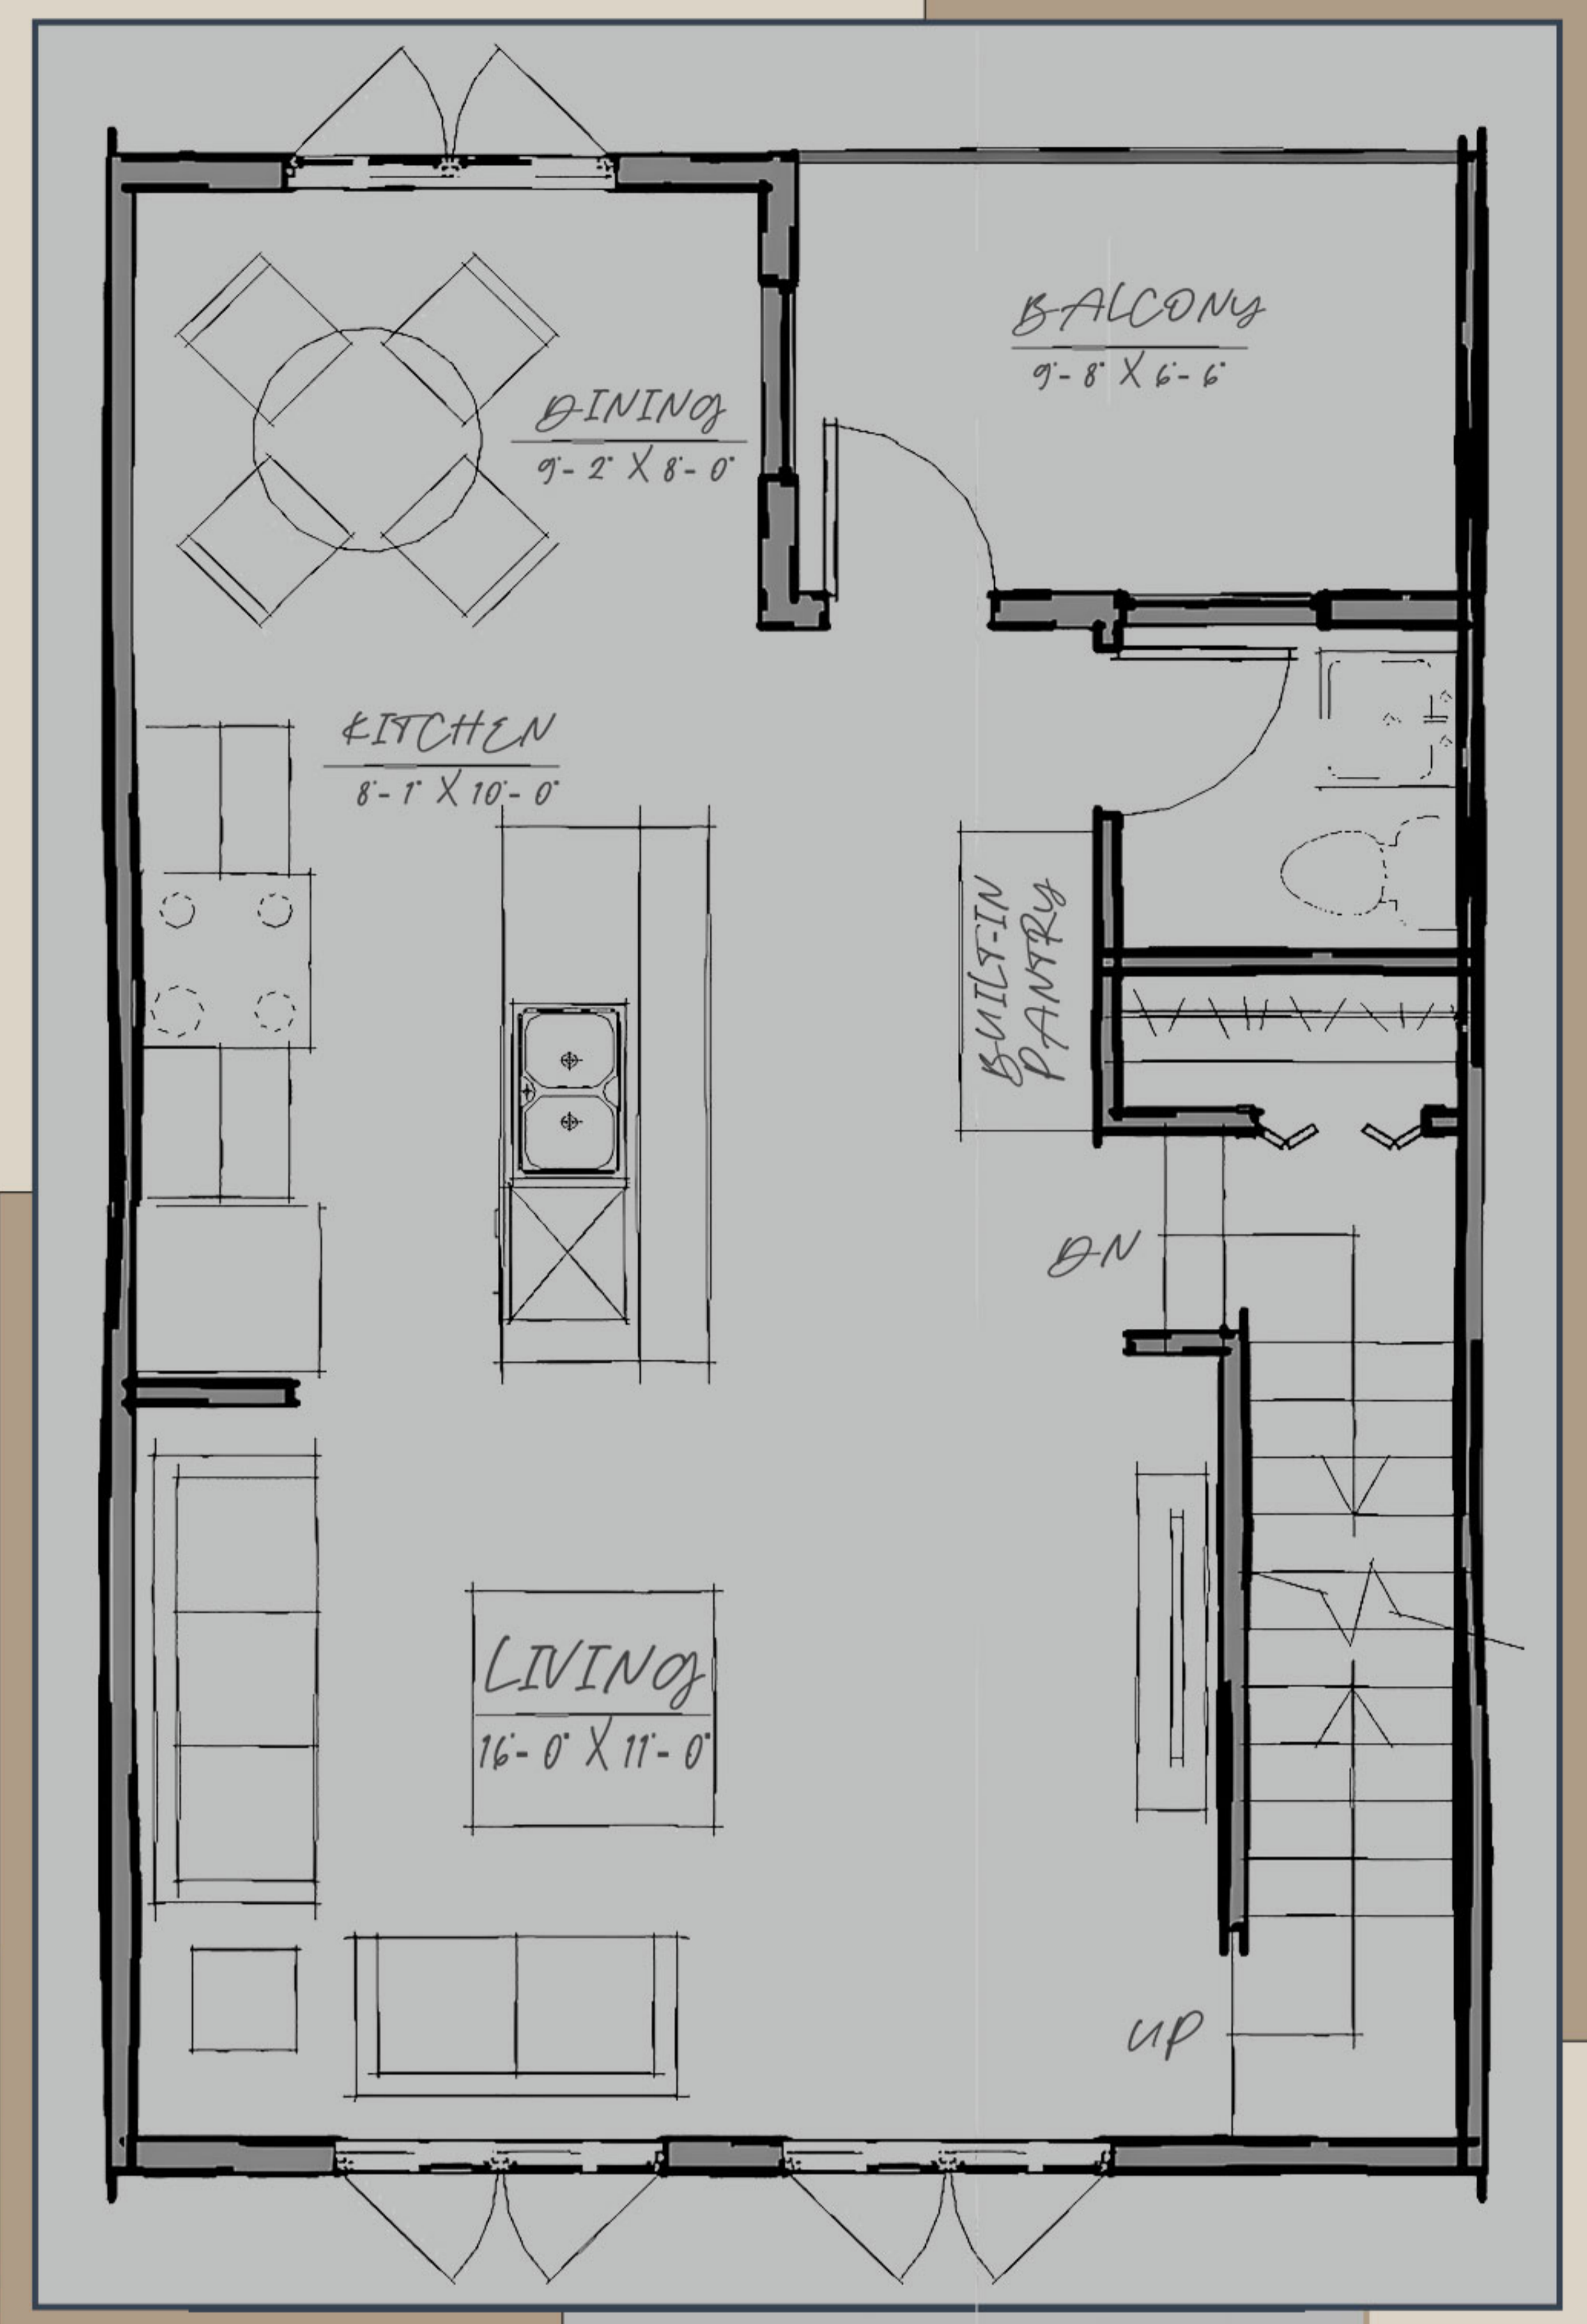 BALCONY
9'-8" X 6'-6"
DINING
9'-2" X 8'-0"
KITCHEN
8'-1" X 10'-0"
BUILT-IN
PANTRY
DN
LIVING
16'-0" X 11'-0"
UP